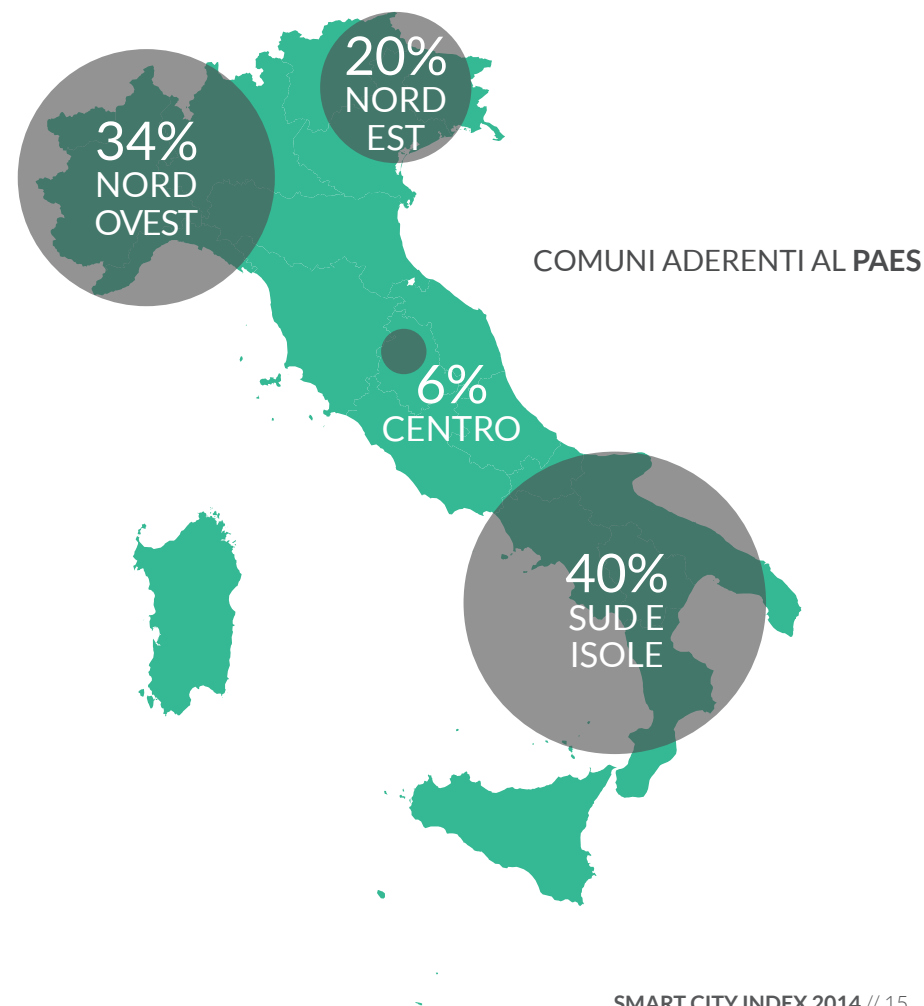 20%
NORD
EST
34%
NORD
OVEST
COMUNI ADERENTI AL PAES
6%
CENTRO
40%
SUD E
ISOLE
SMART CITY INDEX 2014 // 15